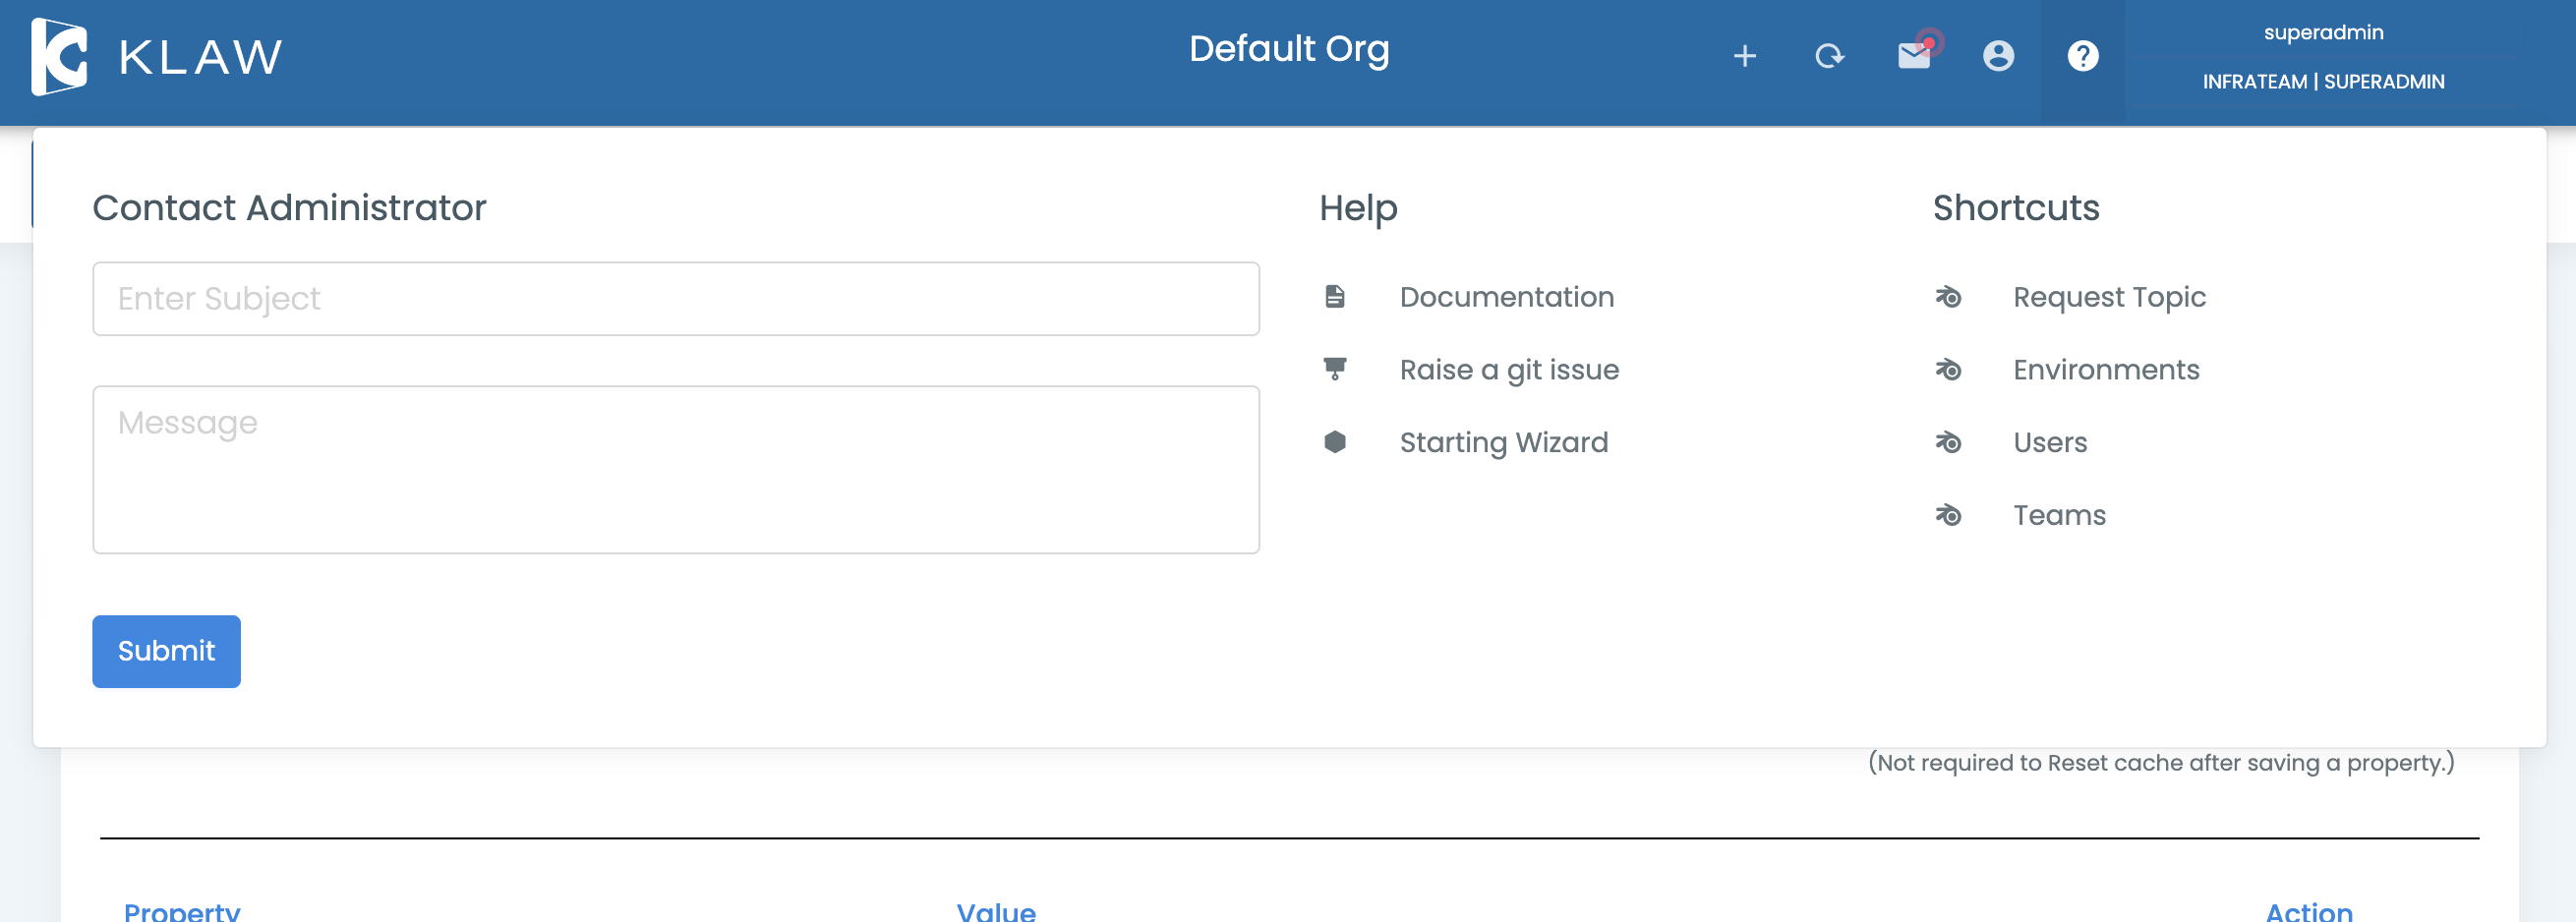 KLAW
Default Org
superadmin
INFRATEAM | SUPERADMIN
Contact Administrator
Enter Subject
Message
Submit
Help
Documentation
Raise a git issue
Starting Wizard
Shortcuts
Request Topic
Environments
Users
Teams
(Not required to Reset cache after saving a property.)
Property Value Action